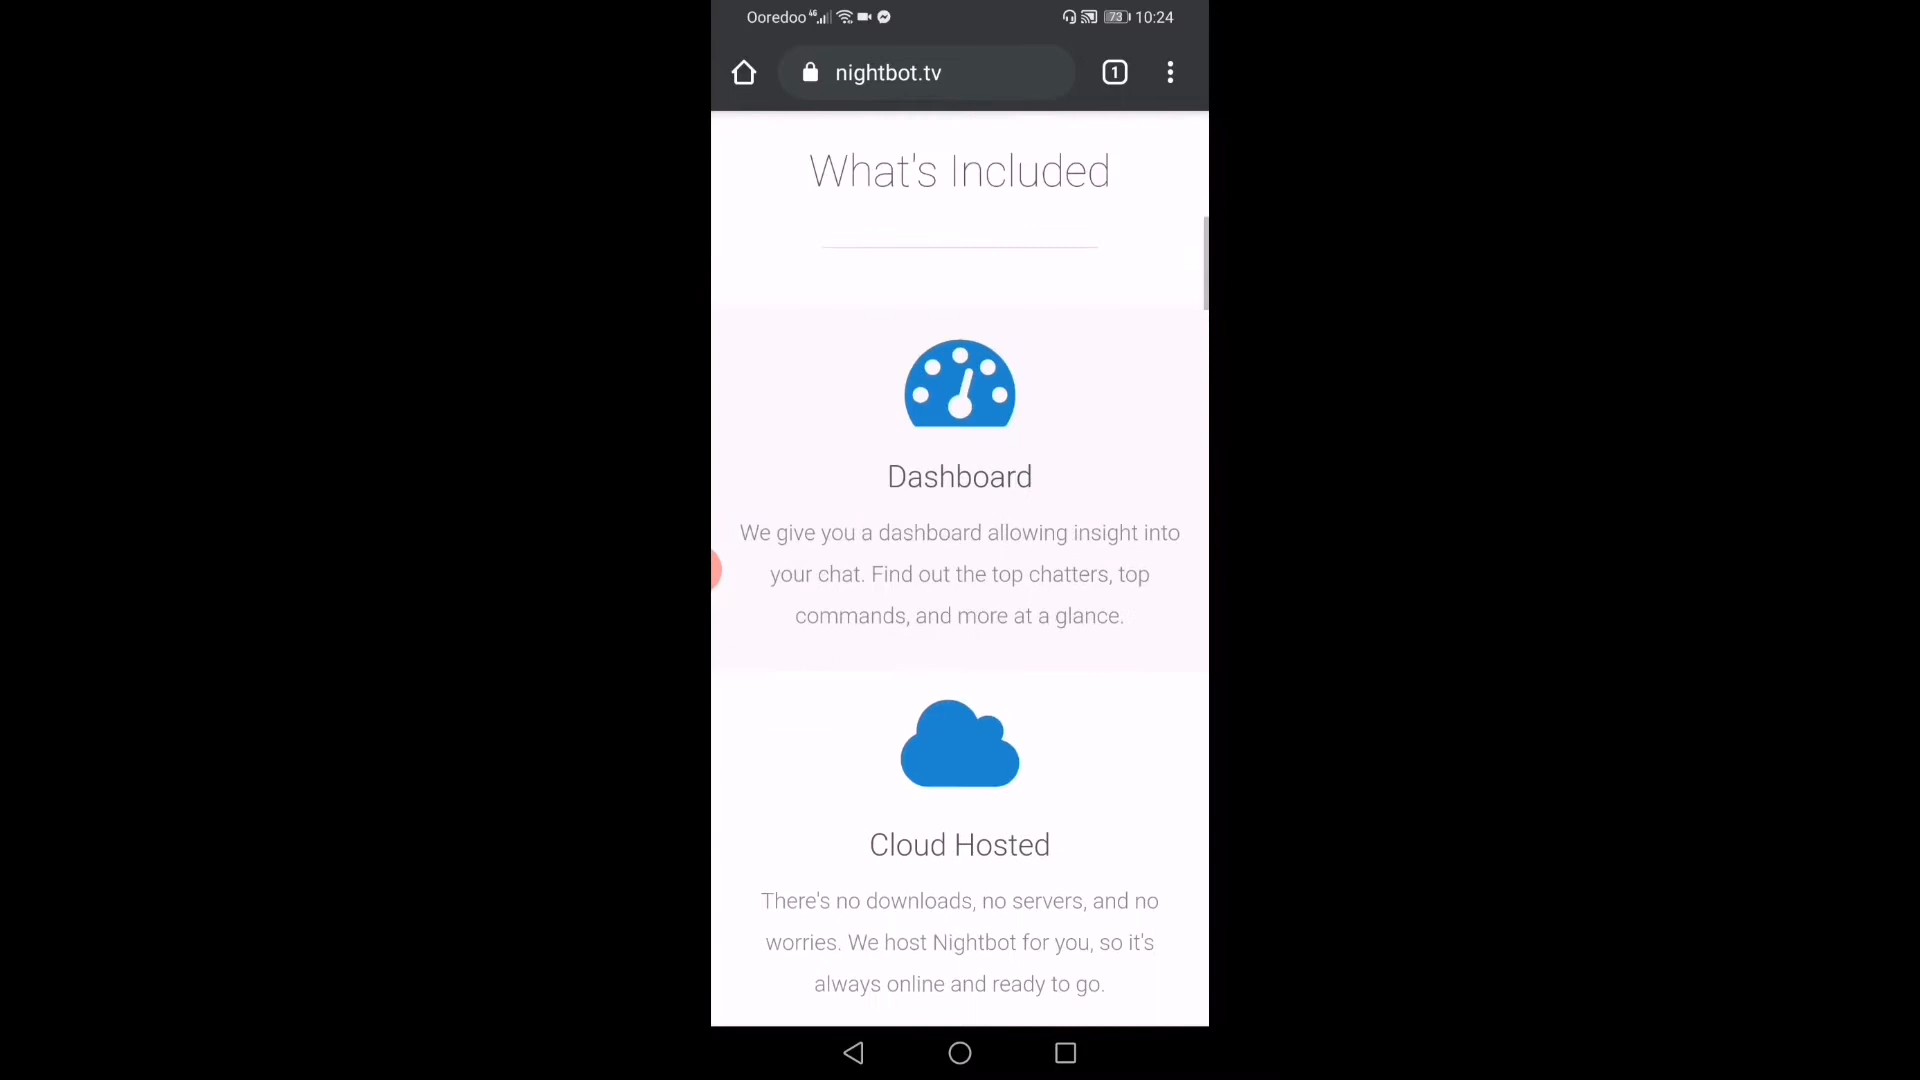 Ooredoo 4G 73 10:24
nightbot.tv 1
What's Included
Dashboard
We give you a dashboard allowing insight into
your chat. Find out the top chatters, top
commands, and more at a glance.
Cloud Hosted
There's no downloads, no servers, and no
worries. We host Nightbot for you, so it's
always online and ready to go.